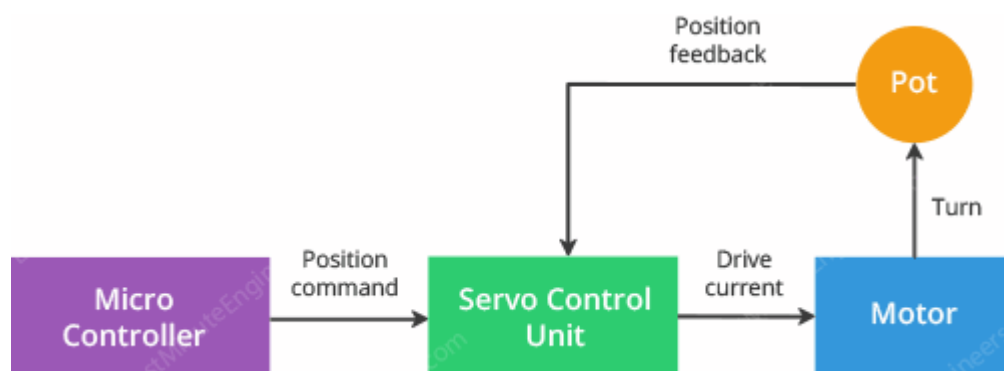 Position
feedback
Pot
Turn
Micro
Controller
Position
command
Servo Control
Unit
Drive
current
Motor